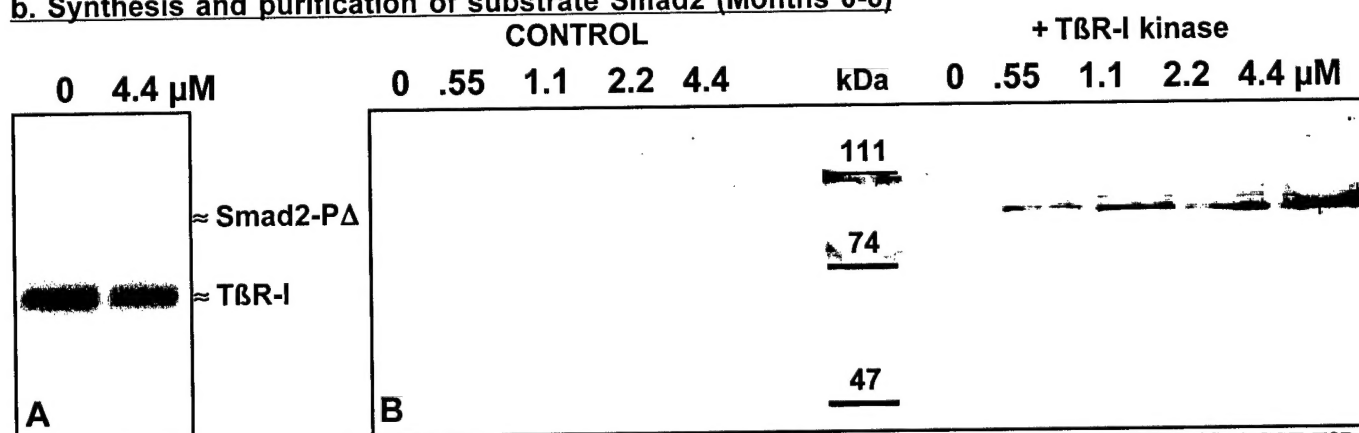 b. Synthesis and purification of substrate Smad2 (Months 0-6)
CONTROL
+ TßR-I kinase
0 4.4 µM
0 .55 1.1 2.2 4.4
kDa
0 .55 1.1 2.2 4.4 µM
111
≈ Smad2-P∆
74
≈ TßR-I
47
A
B